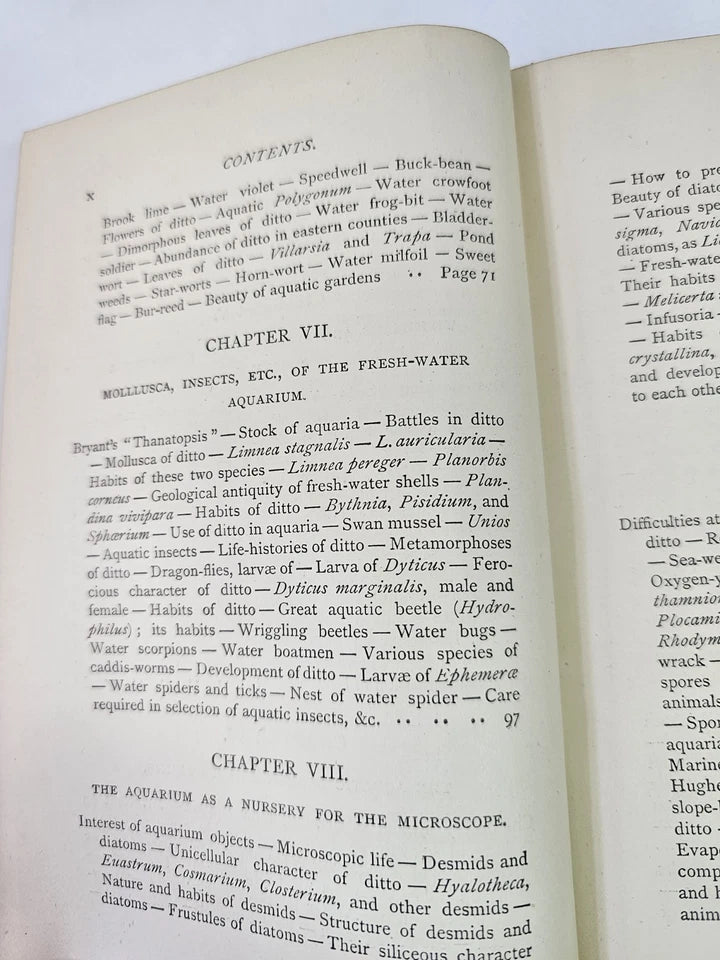 x
CONTENTS.
Brook lime — Water violet — Speedwell — Buck-bean —
Flowers of ditto — Aquatic Polygonum — Water crowfoot
— Dimorphous leaves of ditto — Water frog-bit — Water
soldier — Abundance of ditto in eastern counties — Bladder-
wort — Leaves of ditto — Villarsia and Trapa — Pond
weeds — Star-worts — Horn-wort — Water milfoil — Sweet
flag — Bur-reed — Beauty of aquatic gardens .. Page 71
CHAPTER VII.
MOLLLUSCA, INSECTS, ETC., OF THE FRESH-WATER
AQUARIUM.
Bryant's "Thanatopsis" — Stock of aquaria — Battles in ditto
— Mollusca of ditto — Limnea stagnalis — L. auricularia —
Habits of these two species — Limnea pereger — Planorbis
corneus — Geological antiquity of fresh-water shells — Plan-
dina vivipara — Habits of ditto — Bythnia, Pisidium, and
Sphærium — Use of ditto in aquaria — Swan mussel — Unios
— Aquatic insects — Life-histories of ditto — Metamorphoses
of ditto — Dragon-flies, larvæ of — Larva of Dyticus — Fero-
cious character of ditto — Dyticus marginalis, male and
female — Habits of ditto — Great aquatic beetle (Hydro-
philus) ; its habits — Wriggling beetles — Water bugs —
Water scorpions — Water boatmen — Various species of
caddis-worms — Development of ditto — Larvæ of Ephemeræ
— Water spiders and ticks — Nest of water spider — Care
required in selection of aquatic insects, &c. .. .. .. 97
CHAPTER VIII.
THE AQUARIUM AS A NURSERY FOR THE MICROSCOPE.
Interest of aquarium objects — Microscopic life — Desmids and
diatoms — Unicellular character of ditto — Hyalotheca,
Euastrum, Cosmarium, Closterium, and other desmids —
Nature and habits of desmids — Structure of desmids and
diatoms — Frustules of diatoms — Their siliceous character
— How to pre
Beauty of diato
— Various spe
sigma, Navic
diatoms, as Li
— Fresh-wate
Their habits
— Melicerta
— Infusoria
— Habits
crystallina,
and develop
to each othe
Difficulties at
ditto — R
— Sea-we
Oxygen-y
thamnion
Plocami
Rhodym
wrack —
spores
animals
— Spor
aquaria
Marine
Hughe
slope-b
ditto
Evap
comp
and h
anim